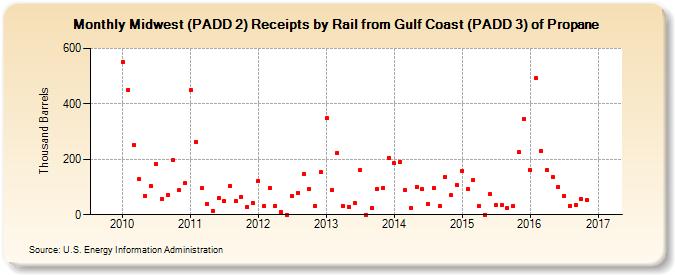 Monthly Midwest (PADD 2) Receipts by Rail from Gulf Coast (PADD 3) of Propane
Thousand Barrels
600
400
200
0
2010 2011 2012 2013 2014 2015 2016 2017
Source: U.S. Energy Information Administration